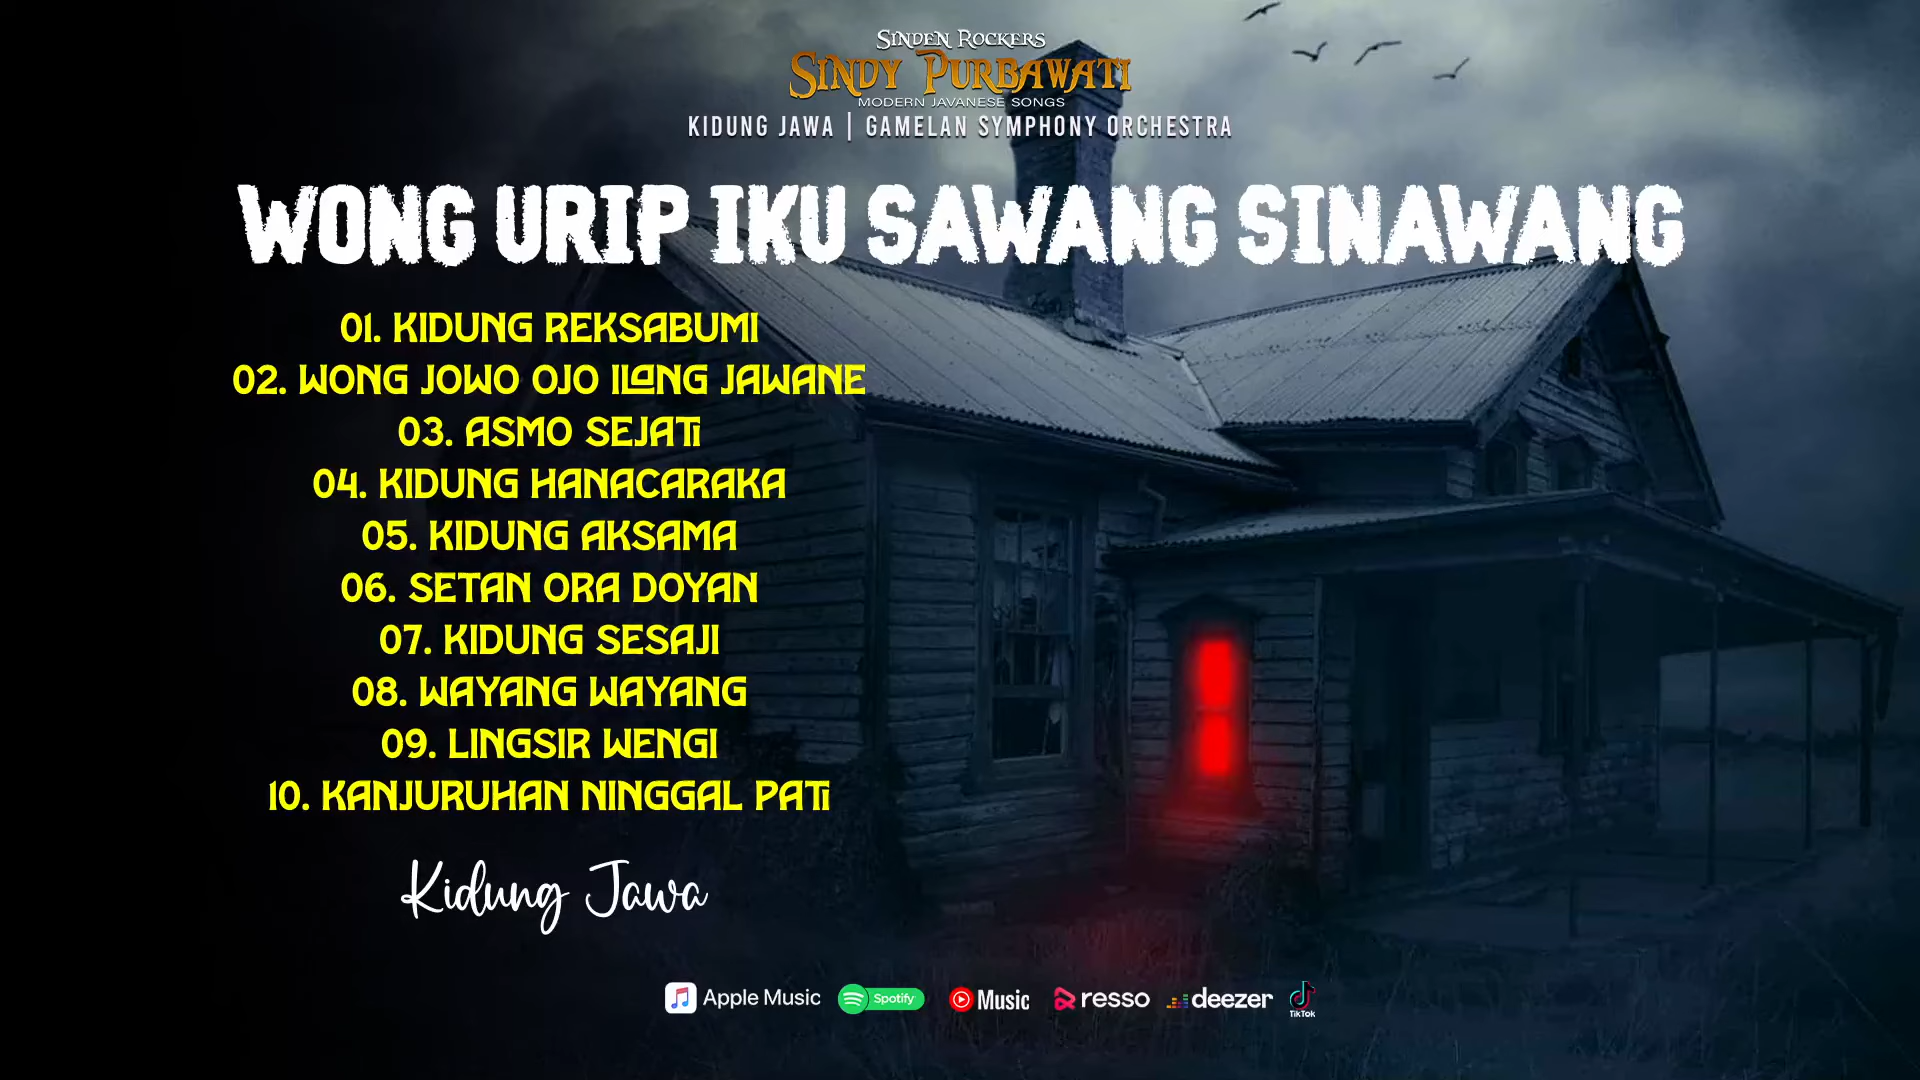 SINDEN ROCKERS
SINDY PURBAWATI
MODERN JAVANESE SONGS
KIDUNG JAWA | GAMELAN SYMPHONY ORCHESTRA
WONG URIP IKU SAWANG SINAWANG
01. KIDUNG REKSABUMI
02. WONG JOWO OJO ILANG JAWANE
03. ASMO SEJATI
04. KIDUNG HANACARAKA
05. KIDUNG AKSAMA
06. SETAN ORA DOYAN
07. KIDUNG SESAJI
08. WAYANG WAYANG
09. LINGSIR WENGI
10. KANJURUHAN NINGGAL PATI
Kidung Jawa
Apple Music Spotify Music resso deezer TikTok